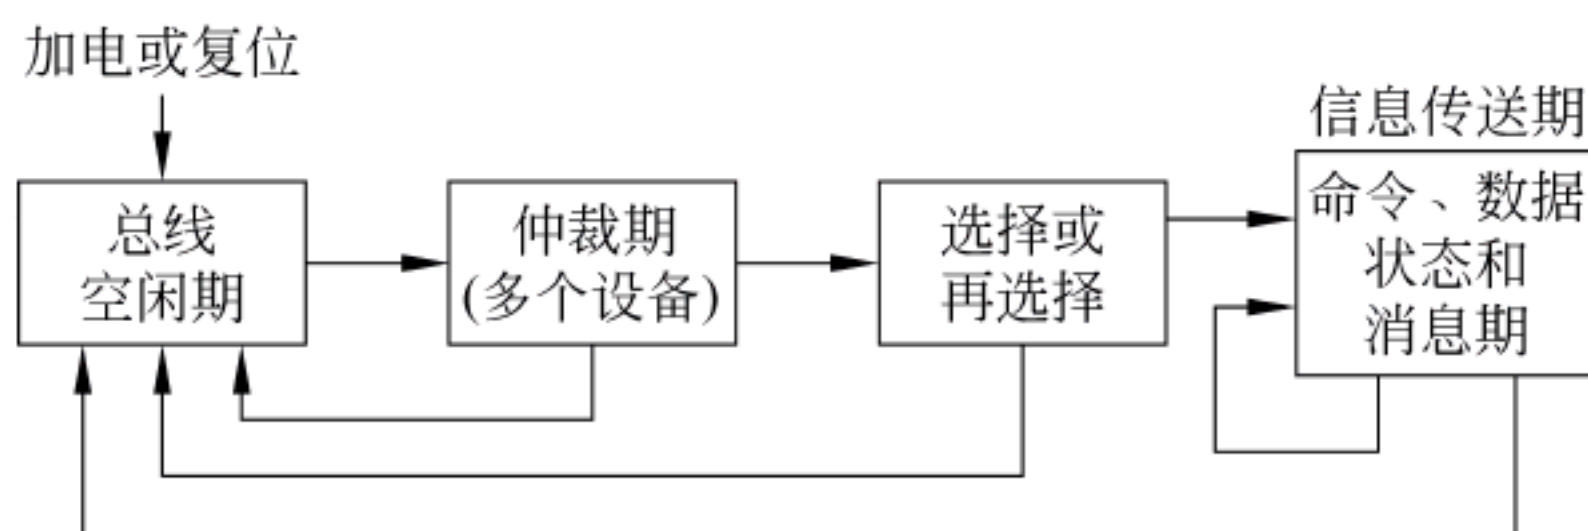 加电或复位
总线
空闲期
仲裁期
(多个设备)
选择或
再选择
信息传送期
命令、数据
状态和
消息期